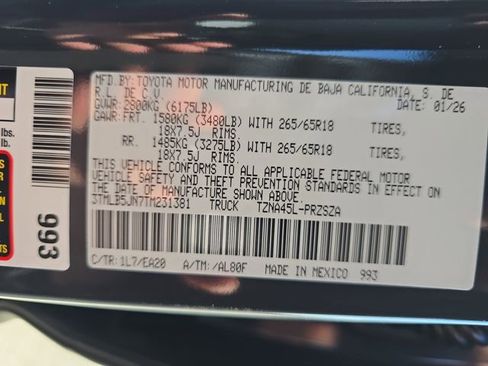 MFD.BY: TOYOTA MOTOR MANUFACTURING DE BAJA CALIFORNIA, S. DE
R.L. DE C.V.
DATE: 01/26
GVWR: 2800KG (6175LB)
GAWR: FRT. 1580KG (3480LB) WITH 265/65R18 TIRES,
18X7.5J RIMS.
RR. 1485KG (3275LB) WITH 265/65R18 TIRES,
18X7.5J RIMS.
THIS VEHICLE CONFORMS TO ALL APPLICABLE FEDERAL MOTOR
VEHICLE SAFETY AND THEFT PREVENTION STANDARDS IN EFFECT ON
THE DATE OF MANUFACTURE SHOWN ABOVE.
3TMLB5JN7TM231381 TRUCK TZNA45L-PRZSZA
C/TR: 1L7/EA20 A/TM: /AL80F MADE IN MEXICO 993
993
lbs.
lbs.